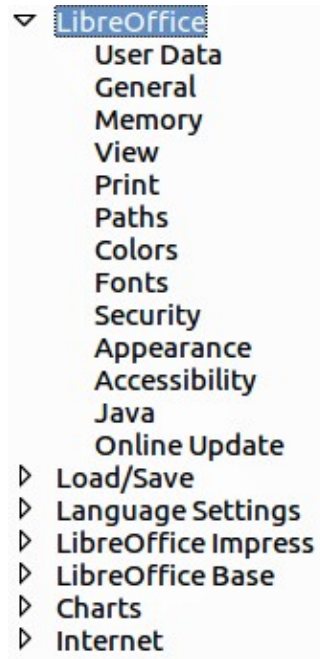 LibreOffice
User Data
General
Memory
View
Print
Paths
Colors
Fonts
Security
Appearance
Accessibility
Java
Online Update
Load/Save
Language Settings
LibreOffice Impress
LibreOffice Base
Charts
Internet